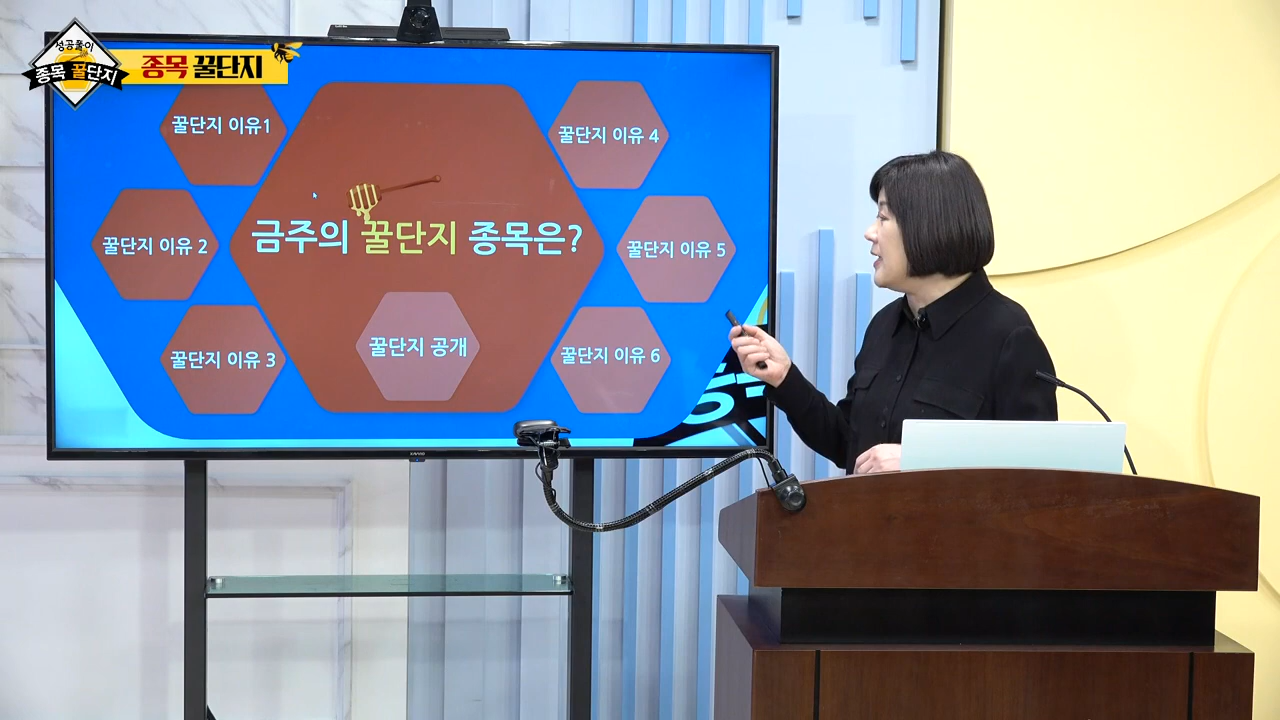 성공풀이
종목 꿀단지
종목 꿀단지
꿀단지 이유1
꿀단지 이유 2
꿀단지 이유 3
금주의 꿀단지 종목은?
꿀단지 공개
꿀단지 이유 4
꿀단지 이유 5
꿀단지 이유 6